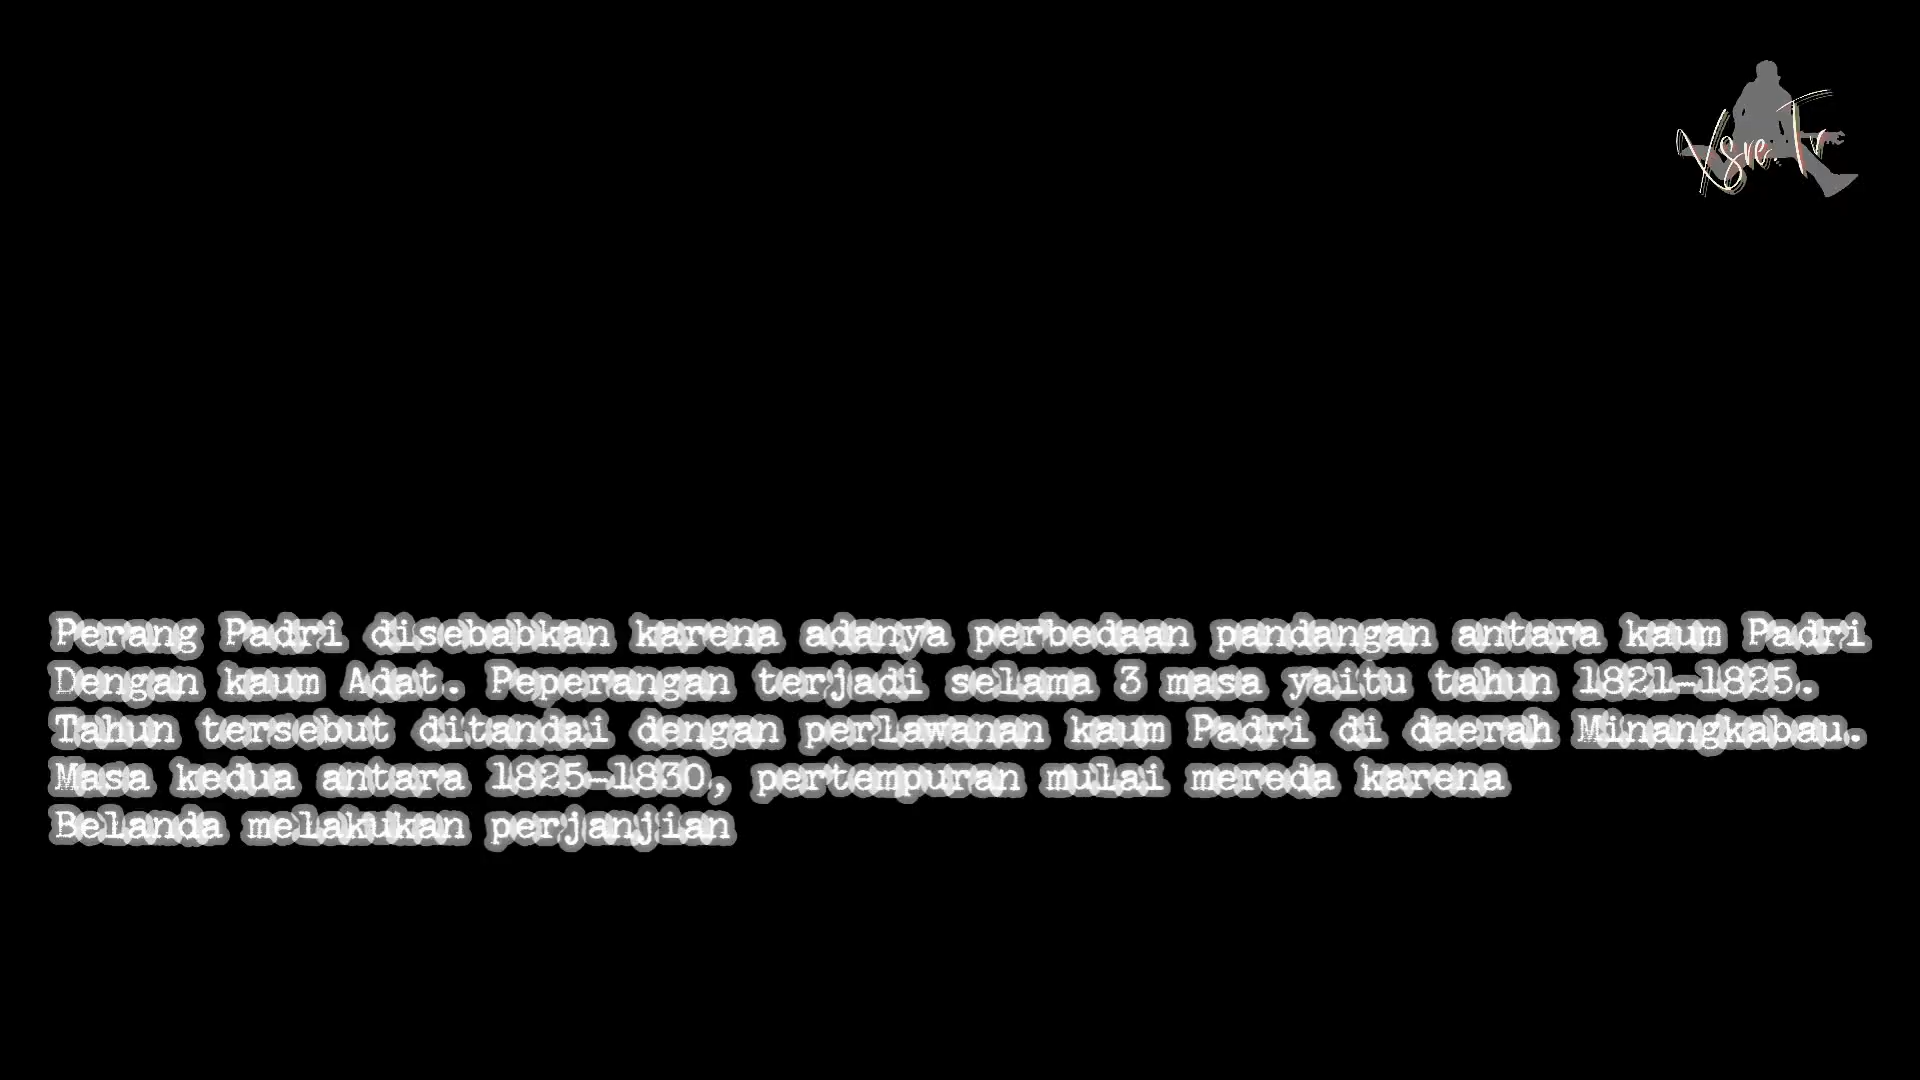 Xsre.Tv
Perang Padri disebabkan karena adanya perbedaan pandangan antara kaum Padri
Dengan kaum Adat. Peperangan terjadi selama 3 masa yaitu tahun 1821-1825.
Tahun tersebut ditandai dengan perlawanan kaum Padri di daerah Minangkabau.
Masa kedua antara 1825-1830, pertempuran mulai mereda karena
Belanda melakukan perjanjian